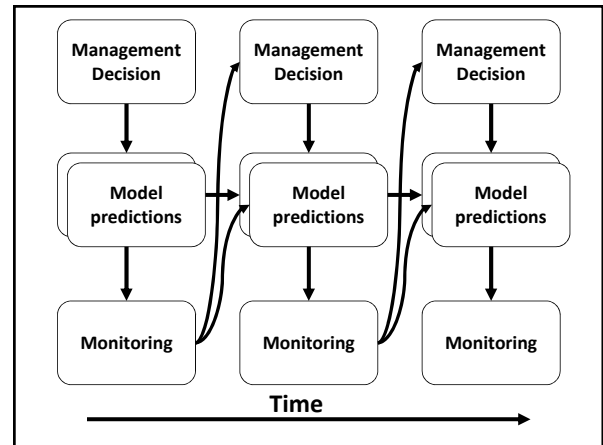 Management
Decision
Management
Decision
Management
Decision
Model
predictions
Model
predictions
Model
predictions
Monitoring
Monitoring
Monitoring
Time